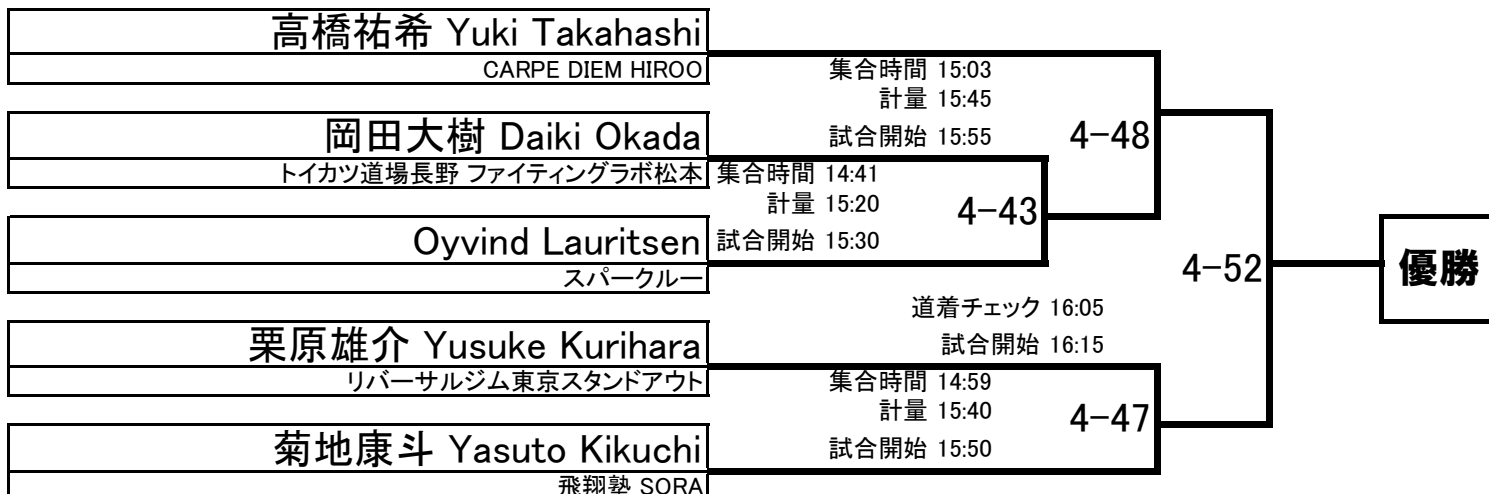 高橋祐希 Yuki Takahashi
CARPE DIEM HIROO
集合時間 15:03
計量 15:45
試合開始 15:55
4-48
岡田大樹 Daiki Okada
トイカツ道場長野 ファイティングラボ松本
集合時間 14:41
計量 15:20
試合開始 15:30
4-43
Oyvind Lauritsen
スパークルー
4-52
優勝
道着チェック 16:05
試合開始 16:15
栗原雄介 Yusuke Kurihara
リバーサルジム東京スタンドアウト
集合時間 14:59
計量 15:40
試合開始 15:50
4-47
菊地康斗 Yasuto Kikuchi
飛翔塾 SORA